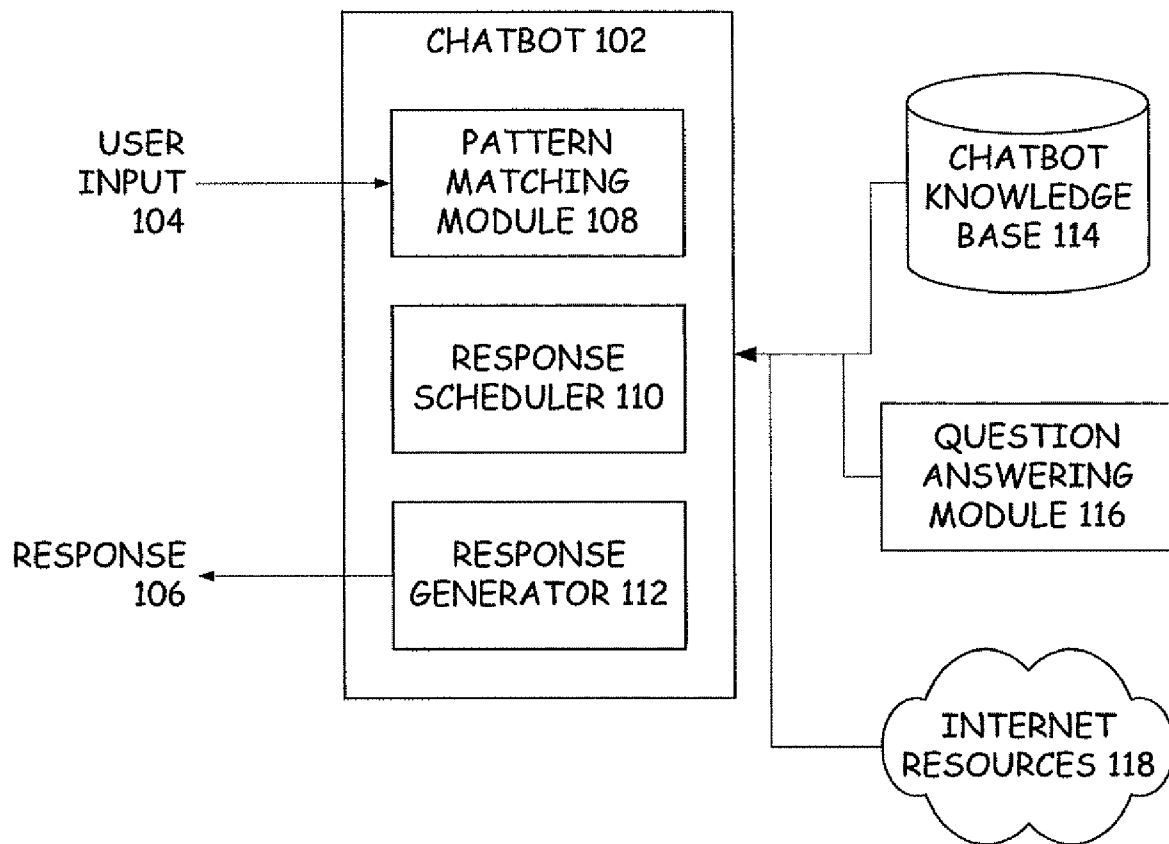 CHATBOT 102
USER
INPUT
104
PATTERN
MATCHING
MODULE 108
RESPONSE
SCHEDULER 110
RESPONSE
106
RESPONSE
GENERATOR 112
CHATBOT
KNOWLEDGE
BASE 114
QUESTION
ANSWERING
MODULE 116
INTERNET
RESOURCES 118